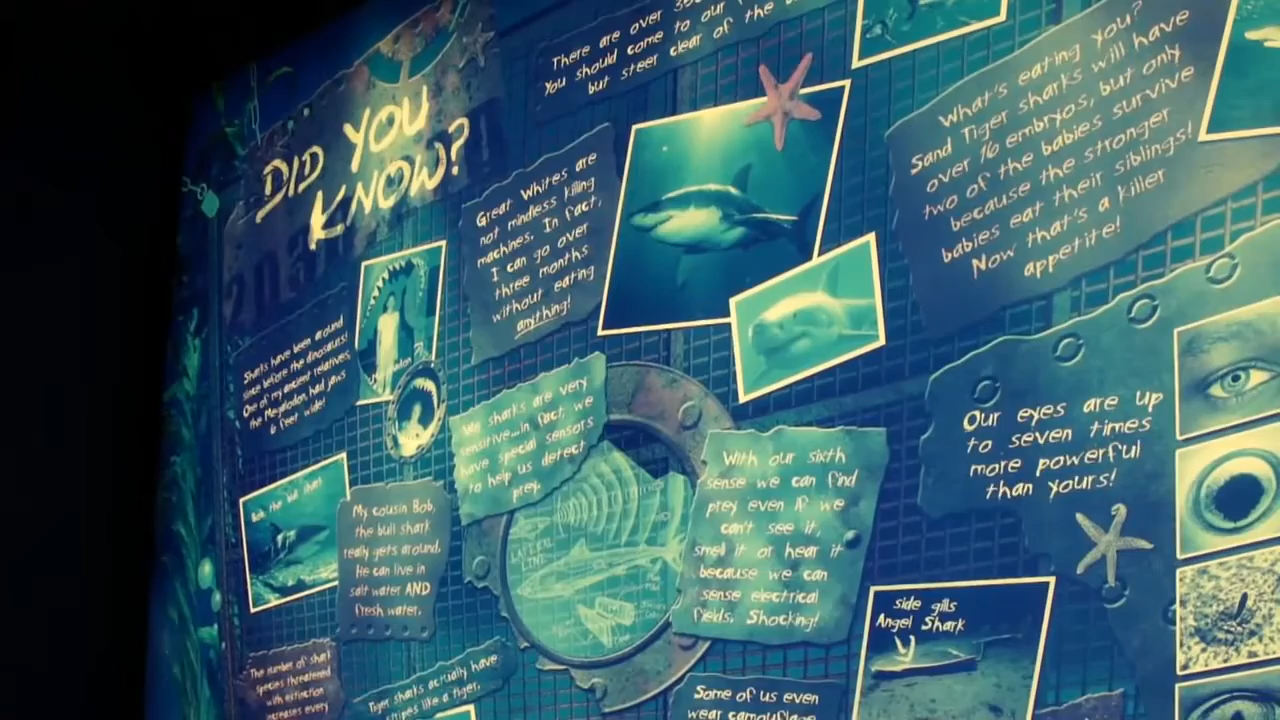 DID YOU
KNOW?
There are over 35
You should come to our
but steer clear of the
What's eating you?
Sand Tiger sharks will have
over 16 embryos, but only
two of the babies survive
because the stronger
babies eat their siblings!
Now that's a killer
appetite!
Great Whites are
not mindless killing
machines. In fact,
I can go over
three months
without eating
anything!
Sharks have been around
since before the dinosaurs!
One of my ancient relatives,
the Megalodon, had jaws
6 feet wide!
We sharks are very
sensitive...in fact, we
have special sensors
to help us detect
prey.
With our sixth
sense we can find
prey even if we
can't see it,
smell it or hear it
because we can
sense electrical
fields. Shocking!
Our eyes are up
to seven times
more powerful
than yours!
Bob the bull shark
My cousin Bob,
the bull shark
really gets around.
He can live in
salt water AND
fresh water.
LATERAL
LINE
side gills
Angel Shark
The number of shark
species threatened
with extinction
increases every
Tiger sharks actually have
stripes like a tiger.
Some of us even
wear camouflage